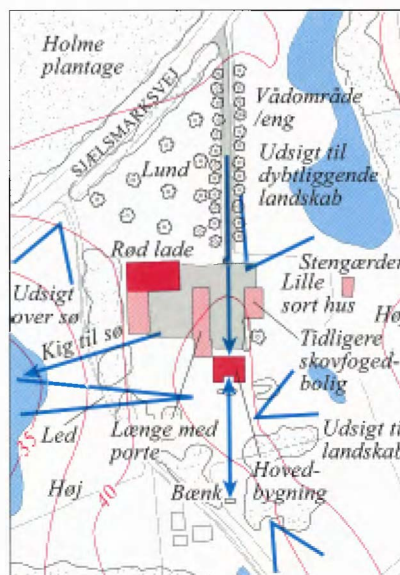 Holme
plantage
SJÆLSMARKSVEJ
Vådområde
/eng
Lund
Udsigt til
dybtliggende
landskab
Rød lade
Stengærder
Udsigt
over sø
Lille
sort hus
Kig til sø
Tidligere
skovfoged-
bolig
Led
Længe med
porte
Udsigt til
landskab
35
40
Høj
Bænk
Hoved-
bygning